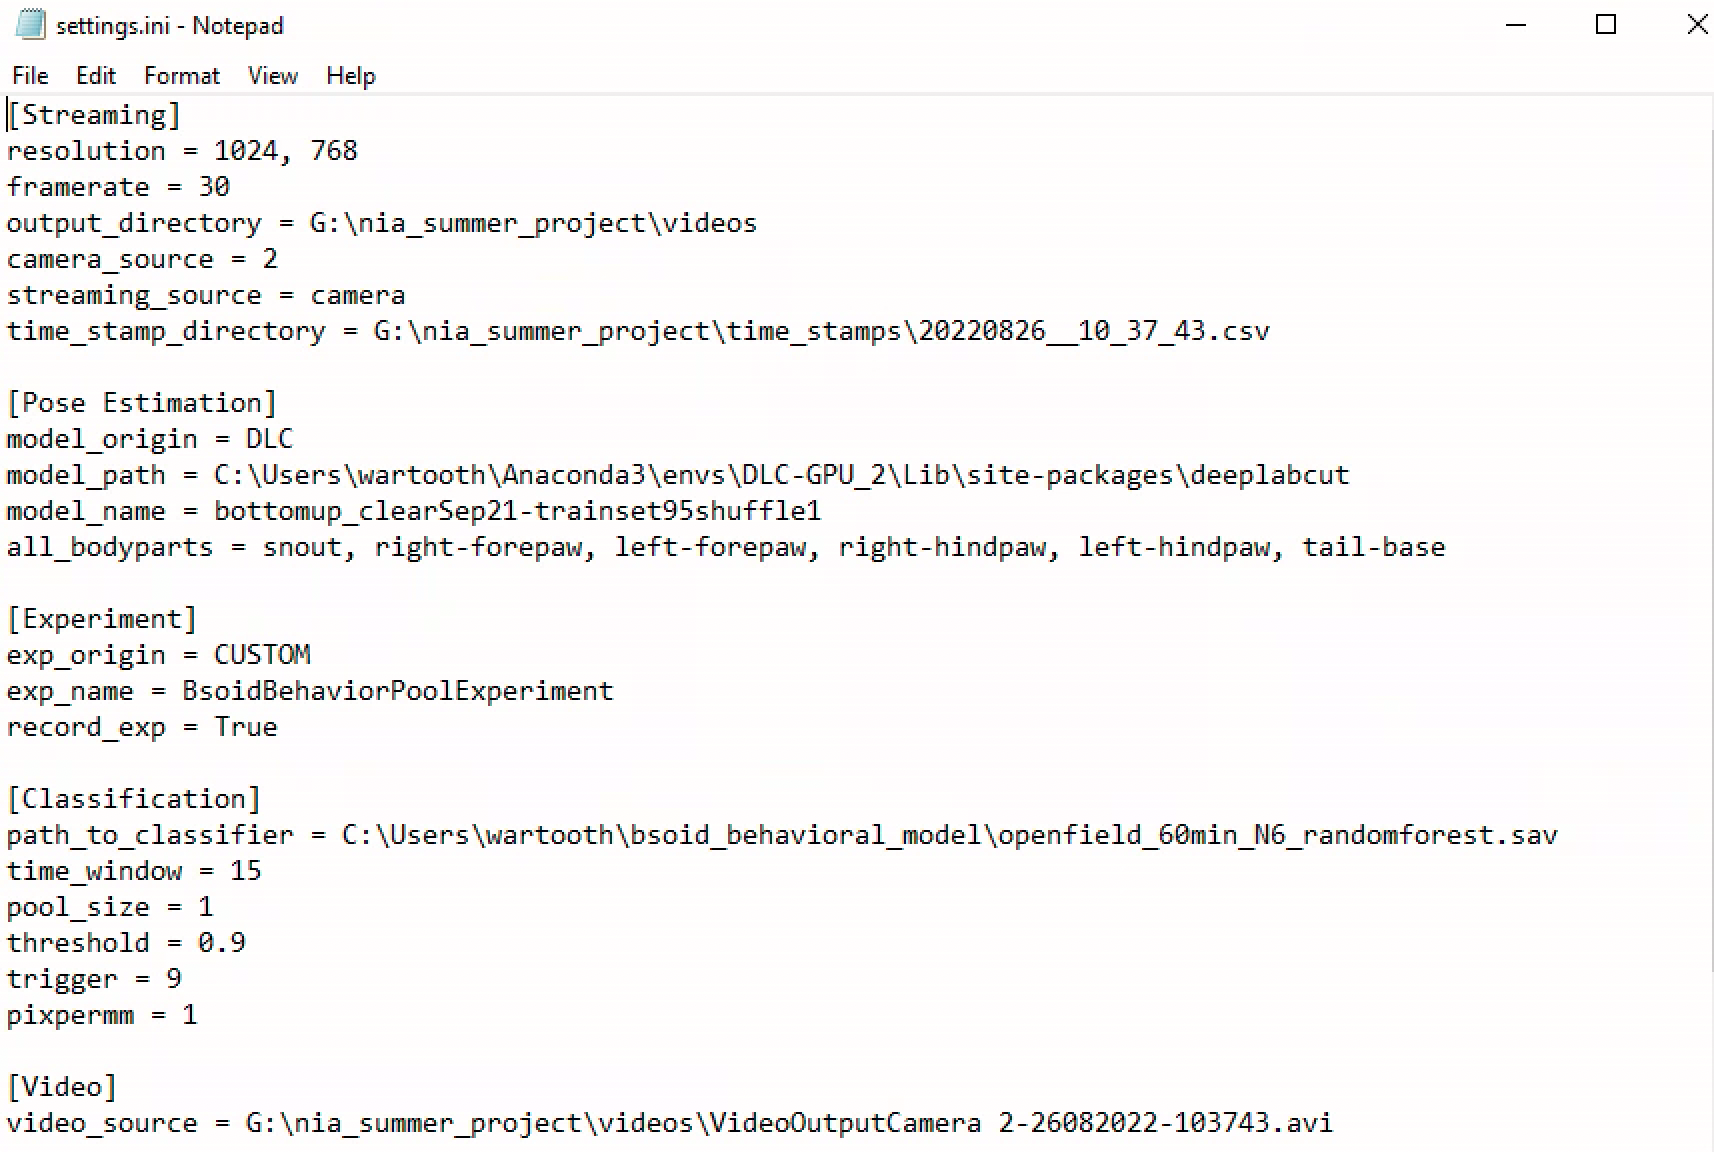 settings.ini - Notepad
File Edit Format View Help
[Streaming]
resolution = 1024, 768
framerate = 30
output_directory = G:\nia_summer_project\videos
camera_source = 2
streaming_source = camera
time_stamp_directory = G:\nia_summer_project\time_stamps\20220826__10_37_43.csv
[Pose Estimation]
model_origin = DLC
model_path = C:\Users\wartooth\Anaconda3\envs\DLC-GPU_2\Lib\site-packages\deeplabcut
model_name = bottomup_clearSep21-trainset95shuffle1
all_bodyparts = snout, right-forepaw, left-forepaw, right-hindpaw, left-hindpaw, tail-base
[Experiment]
exp_origin = CUSTOM
exp_name = BsoidBehaviorPoolExperiment
record_exp = True
[Classification]
path_to_classifier = C:\Users\wartooth\bsoid_behavioral_model\openfield_60min_N6_randomforest.sav
time_window = 15
pool_size = 1
threshold = 0.9
trigger = 9
pixpermm = 1
[Video]
video_source = G:\nia_summer_project\videos\VideoOutputCamera 2-26082022-103743.avi